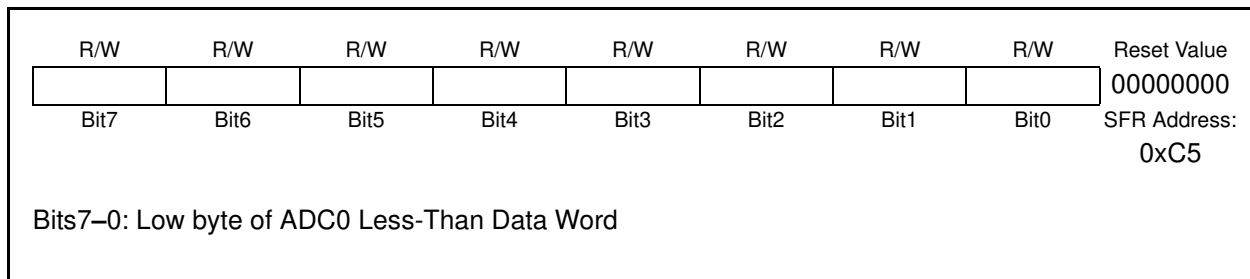 R/W R/W R/W R/W R/W R/W R/W R/W Reset Value
00000000
Bit7 Bit6 Bit5 Bit4 Bit3 Bit2 Bit1 Bit0 SFR Address:
0xC5
Bits7–0: Low byte of ADC0 Less-Than Data Word